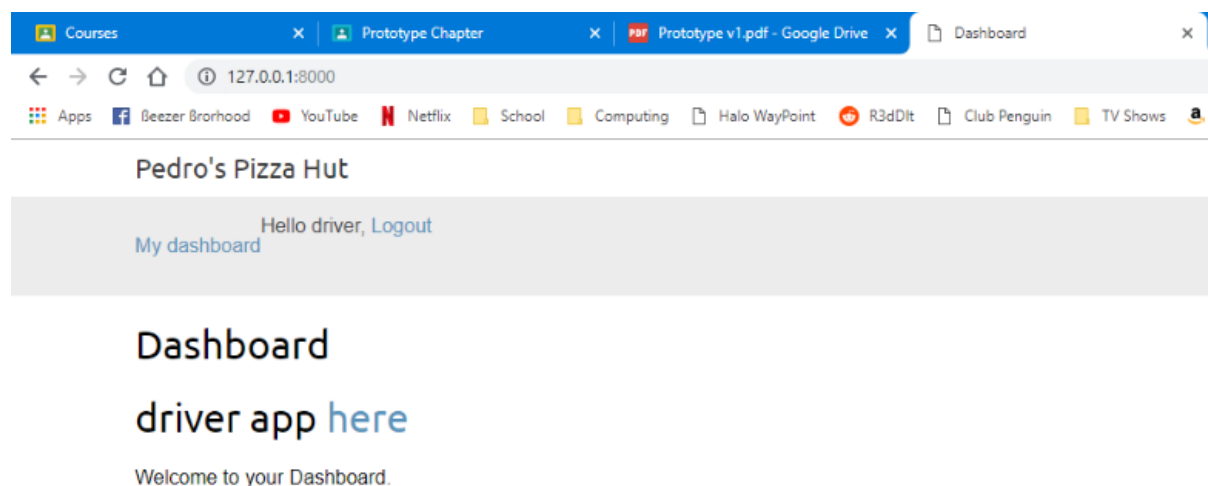 Courses Prototype Chapter Prototype v1.pdf - Google Drive Dashboard
127.0.0.1:8000
Apps ßeezer ßrorhood YouTube Netflix School Computing Halo WayPoint R3dDIt Club Penguin TV Shows
Pedro's Pizza Hut
Hello driver, Logout
My dashboard
Dashboard
driver app here
Welcome to your Dashboard.